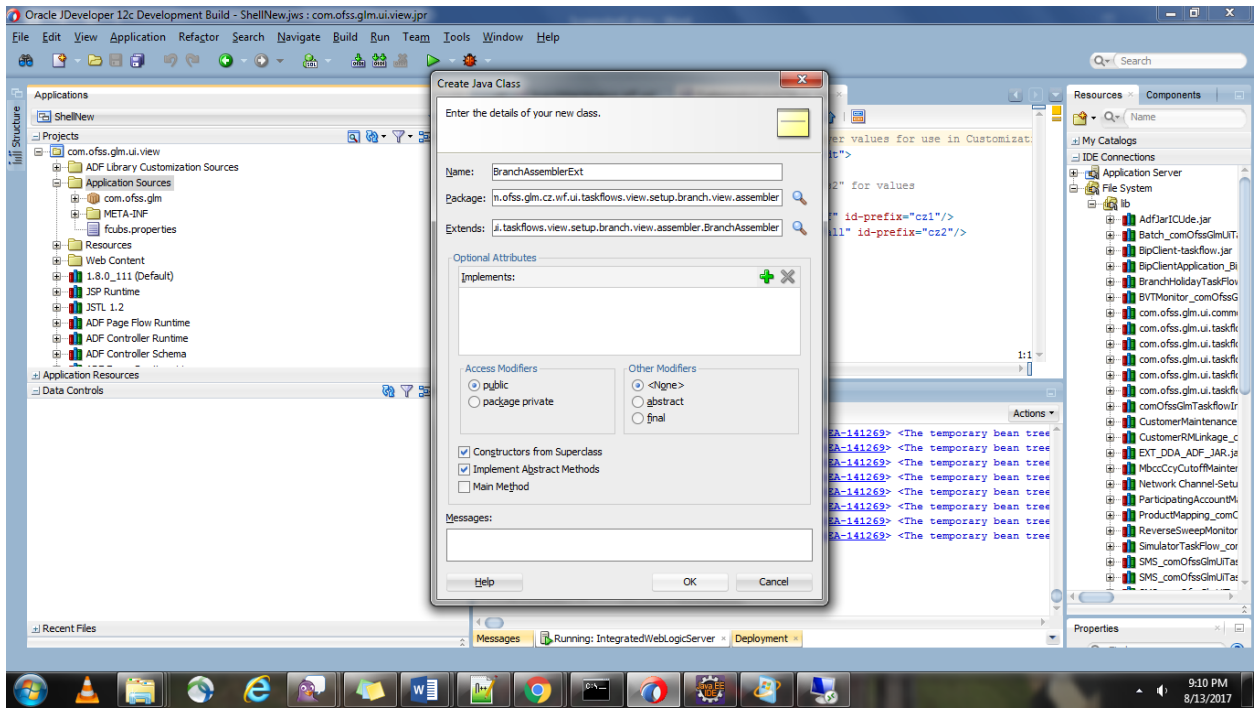 Oracle JDeveloper 12c Development Build - ShellNew.jws : com.ofss.glm.ui.view.jpr
File Edit View Application Refactor Search Navigate Build Run Team Tools Window Help
Search
Applications
ShellNew
Structure
Projects
com.ofss.glm.ui.view
ADF Library Customization Sources
Application Sources
com.ofss.glm
META-INF
fcubs.properties
Resources
Web Content
1.8.0_111 (Default)
JSP Runtime
JSTL 1.2
ADF Page Flow Runtime
ADF Controller Runtime
ADF Controller Schema
Application Resources
Data Controls
Recent Files
Create Java Class
Enter the details of your new class.
Name: BranchAssemblerExt
Package: n.ofss.glm.cz.wf.ui.taskflows.view.setup.branch.view.assembler
Extends: .ui.taskflows.view.setup.branch.view.assembler.BranchAssembler
Optional Attributes
Implements:
Access Modifiers
public
package private
Other Modifiers
<None>
abstract
final
Constructors from Superclass
Implement Abstract Methods
Main Method
Messages:
Help OK Cancel
er values for use in Customizat
it">
2" for values
" id-prefix="cz1"/>
all" id-prefix="cz2"/>
1:1
Actions
EA-141269> <The temporary bean tree
EA-141269> <The temporary bean tree
EA-141269> <The temporary bean tree
EA-141269> <The temporary bean tree
EA-141269> <The temporary bean tree
EA-141269> <The temporary bean tree
EA-141269> <The temporary bean tree
EA-141269> <The temporary bean tree
Messages Running: IntegratedWebLogicServer Deployment
Resources Components
Name
My Catalogs
IDE Connections
Application Server
File System
lib
AdfJarICUde.jar
Batch_comOfssGlmUiT
BipClient-taskflow.jar
BipClientApplication_Bi
BranchHolidayTaskFlow
BVTMonitor_comOfssG
com.ofss.glm.ui.comm
com.ofss.glm.ui.taskflo
com.ofss.glm.ui.taskflo
com.ofss.glm.ui.taskflo
com.ofss.glm.ui.taskflo
com.ofss.glm.ui.taskflo
comOfssGlmTaskflowIr
CustomerMaintenance
CustomerRMLinkage_c
EXT_DDA_ADF_JAR.ja
MbccCcyCutoffMainter
Network Channel-Setu
ParticipatingAccountM
ProductMapping_comC
ReverseSweepMonitor
SimulatorTaskFlow_cor
SMS_comOfssGlmUiTas
SMS_comOfssGlmUiTas
Properties
9:10 PM
8/13/2017